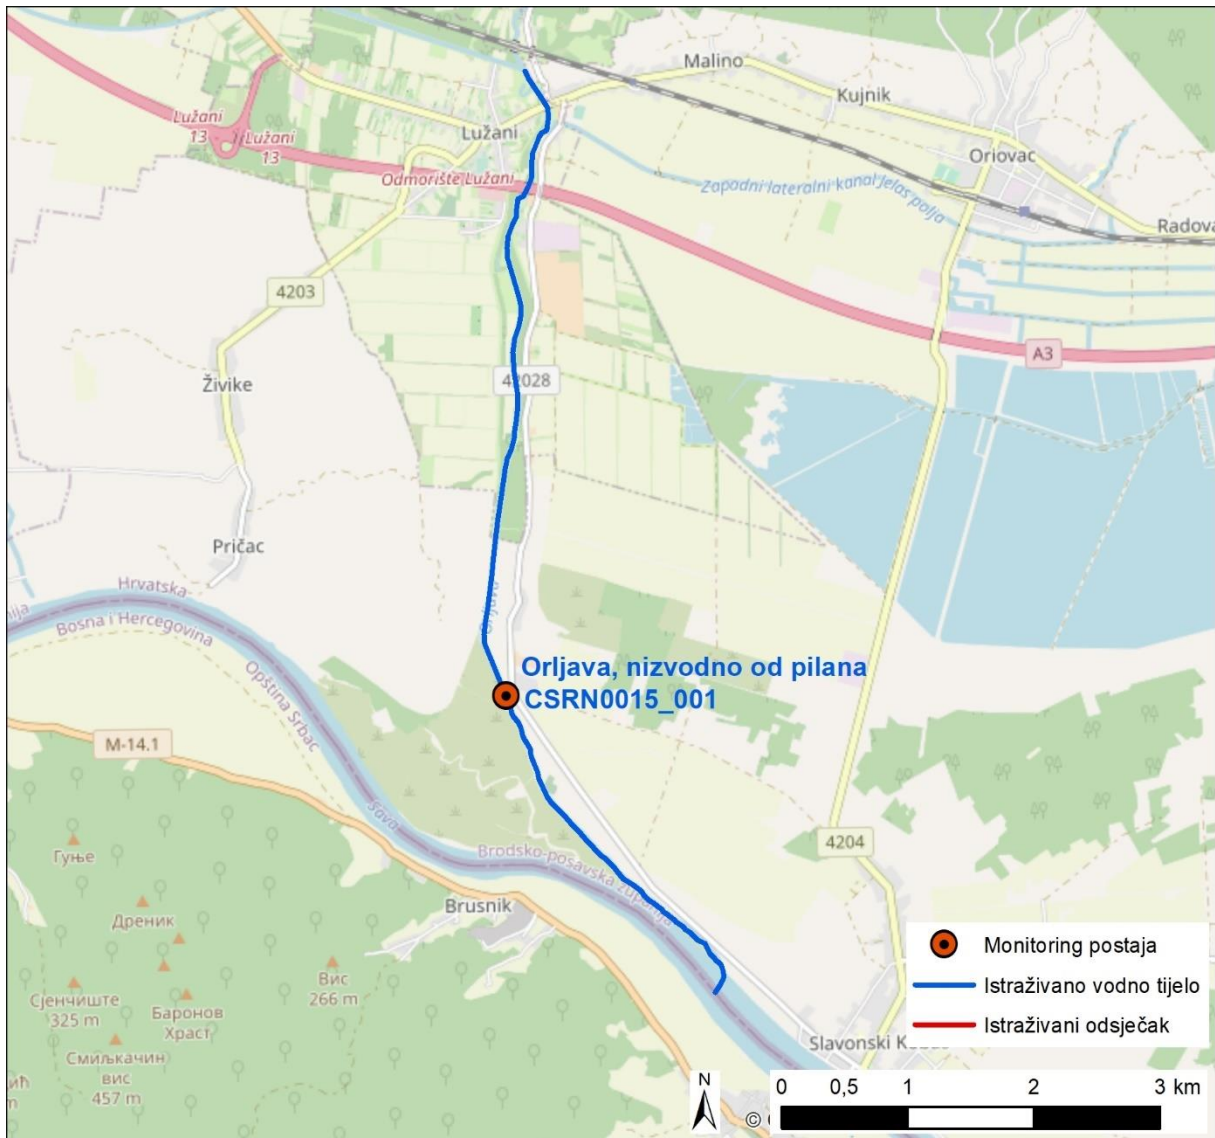 Malino
Kujnik
Lužani
13
Lužani
13
Lužani
Oriovac
Odmorište Lužani
Zapadni lateralni kanal Jelas polja
Radova
4203
A3
Živike
42028
Pričac
Orljava
Hrvatska
Bosna i Hercegovina
Opština Srbac
Orljava, nizvodno od pilana
CSRN0015_001
M-14.1
Sava
4204
Гуње
Brodsko-posavska županija
Brusnik
Дреник
Вис
266 m
Сјенчиште
325 m
Баронов
Храст
Смиљкачин
вис
457 m
Monitoring postaja
Istraživano vodno tijelo
Istraživani odsječak
Slavonski
N
0 0,5 1 2 3 km
©